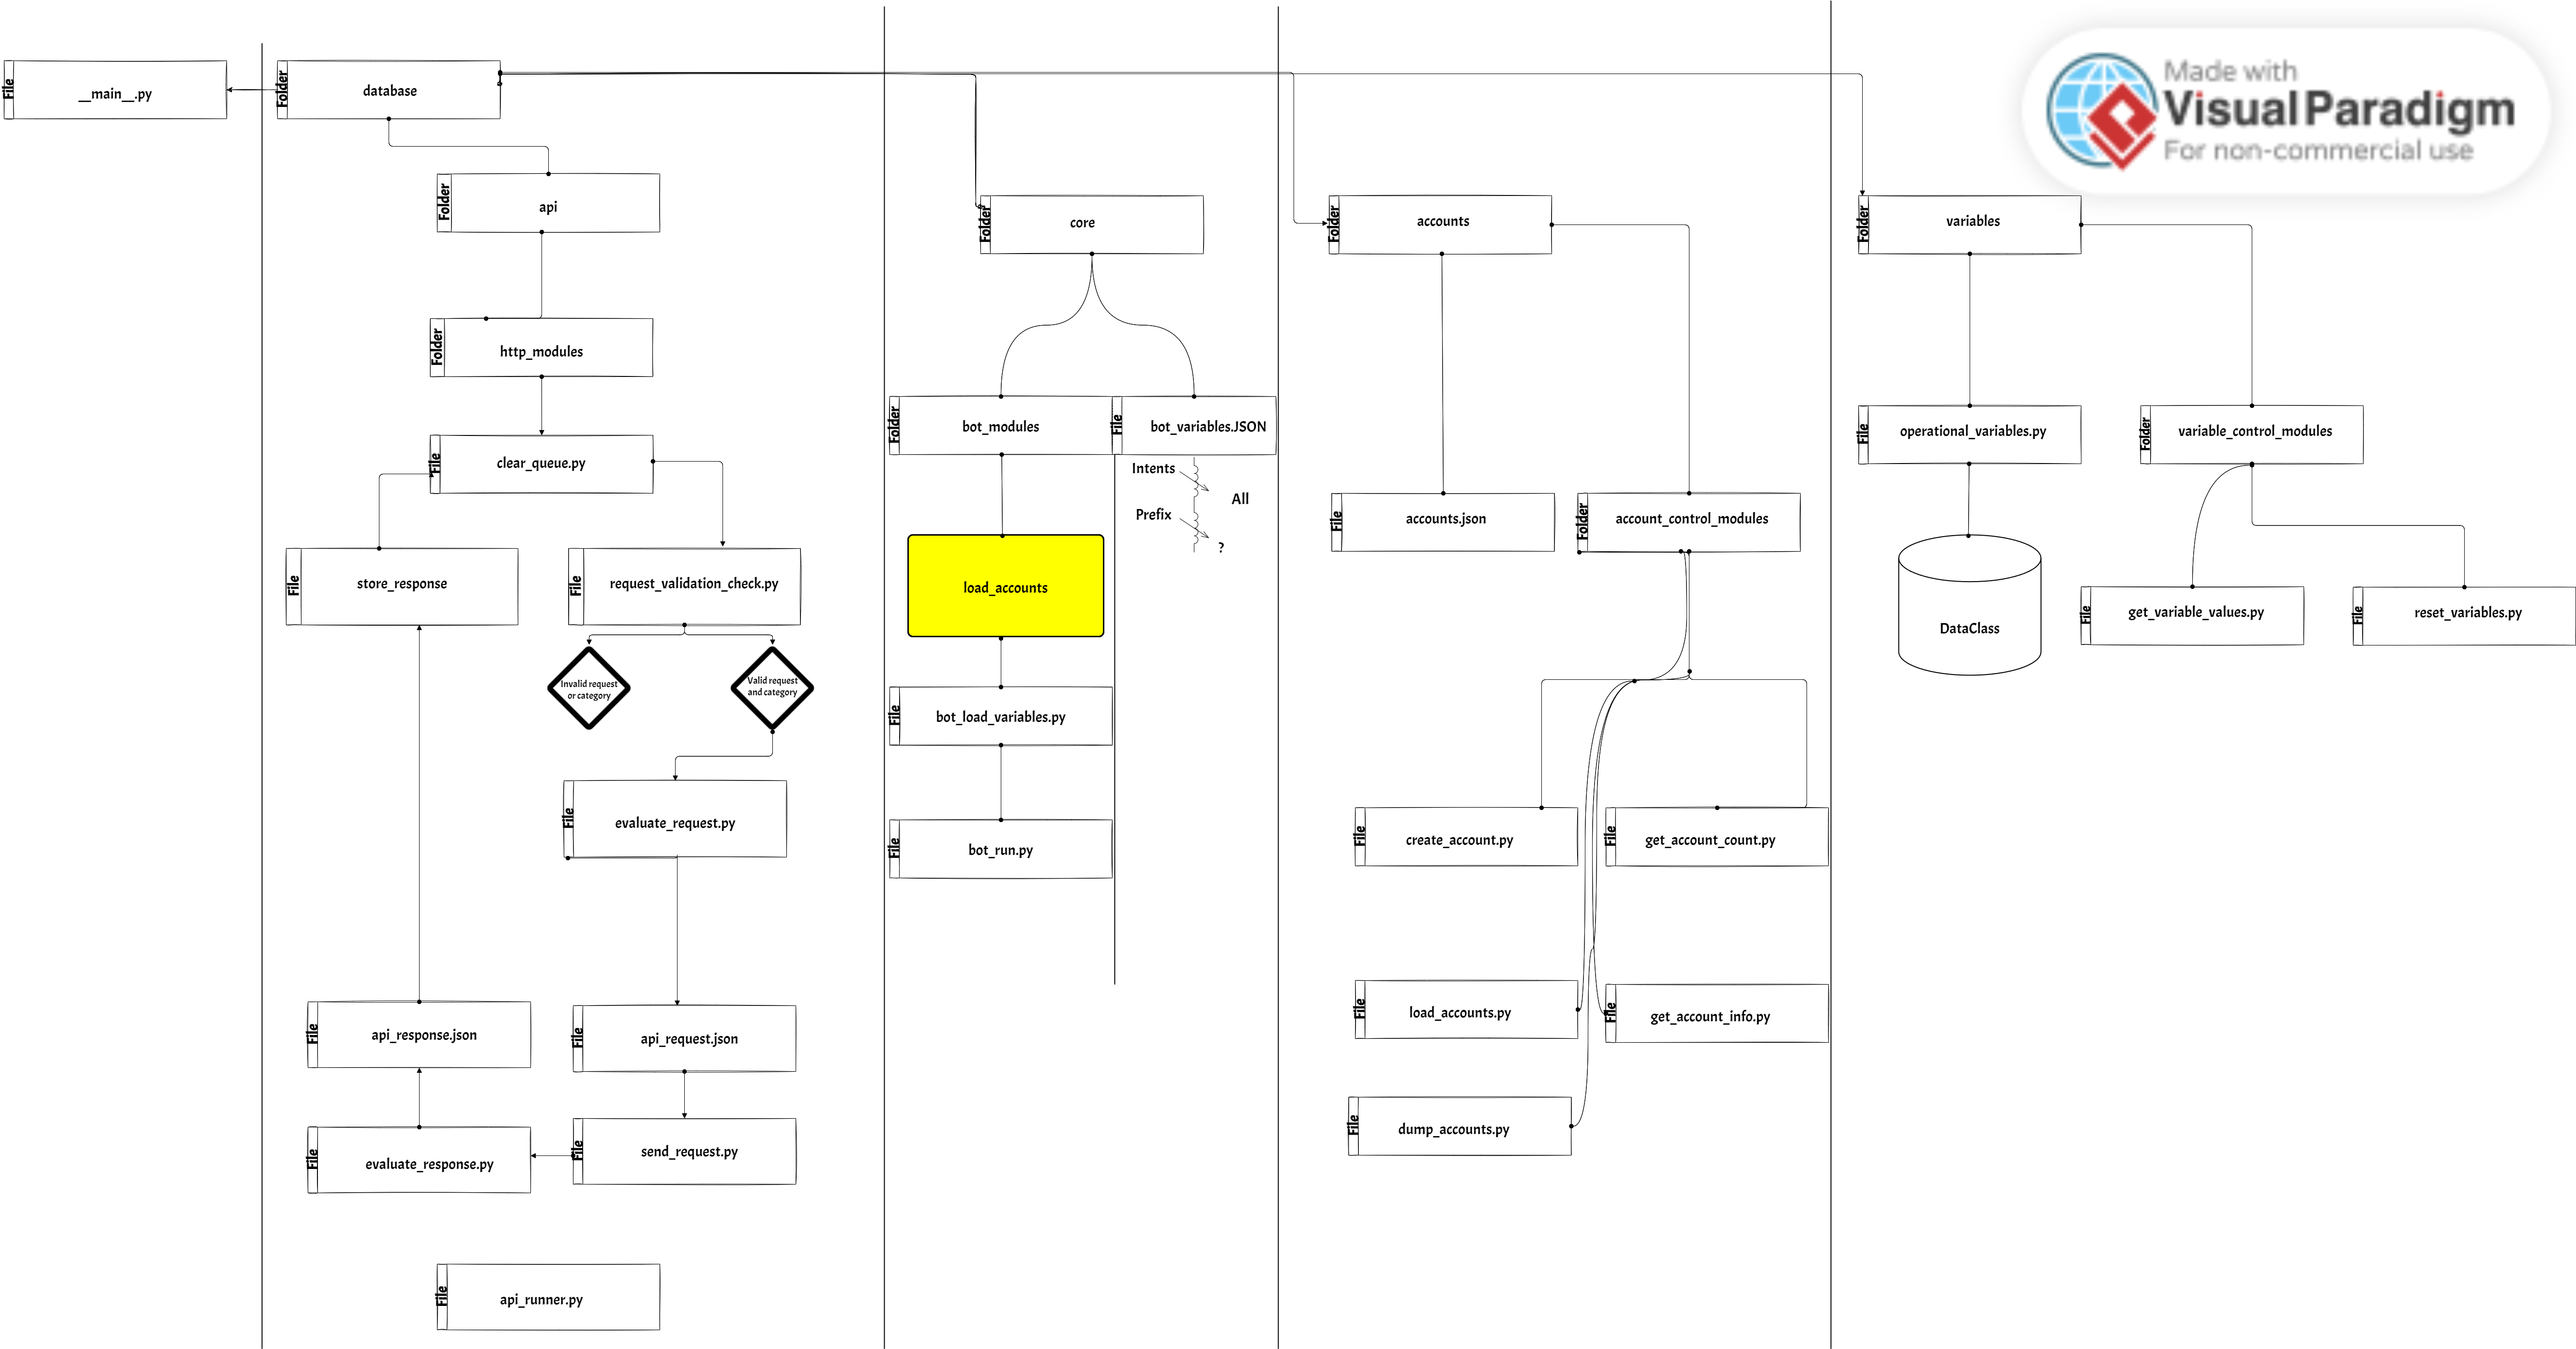 Made with
Visual Paradigm
For non-commercial use
File
__main__.py
Folder
database
Folder
api
Folder
http_modules
File
clear_queue.py
File
store_response
File
request_validation_check.py
Invalid request
or category
Valid request
and category
File
evaluate_request.py
File
api_response.json
File
api_request.json
File
evaluate_response.py
File
send_request.py
File
api_runner.py
Folder
core
Folder
bot_modules
File
bot_variables.JSON
Intents
All
Prefix
?
load_accounts
File
bot_load_variables.py
File
bot_run.py
Folder
accounts
File
accounts.json
Folder
account_control_modules
File
create_account.py
File
get_account_count.py
File
load_accounts.py
File
get_account_info.py
File
dump_accounts.py
Folder
variables
File
operational_variables.py
Folder
variable_control_modules
DataClass
File
get_variable_values.py
File
reset_variables.py